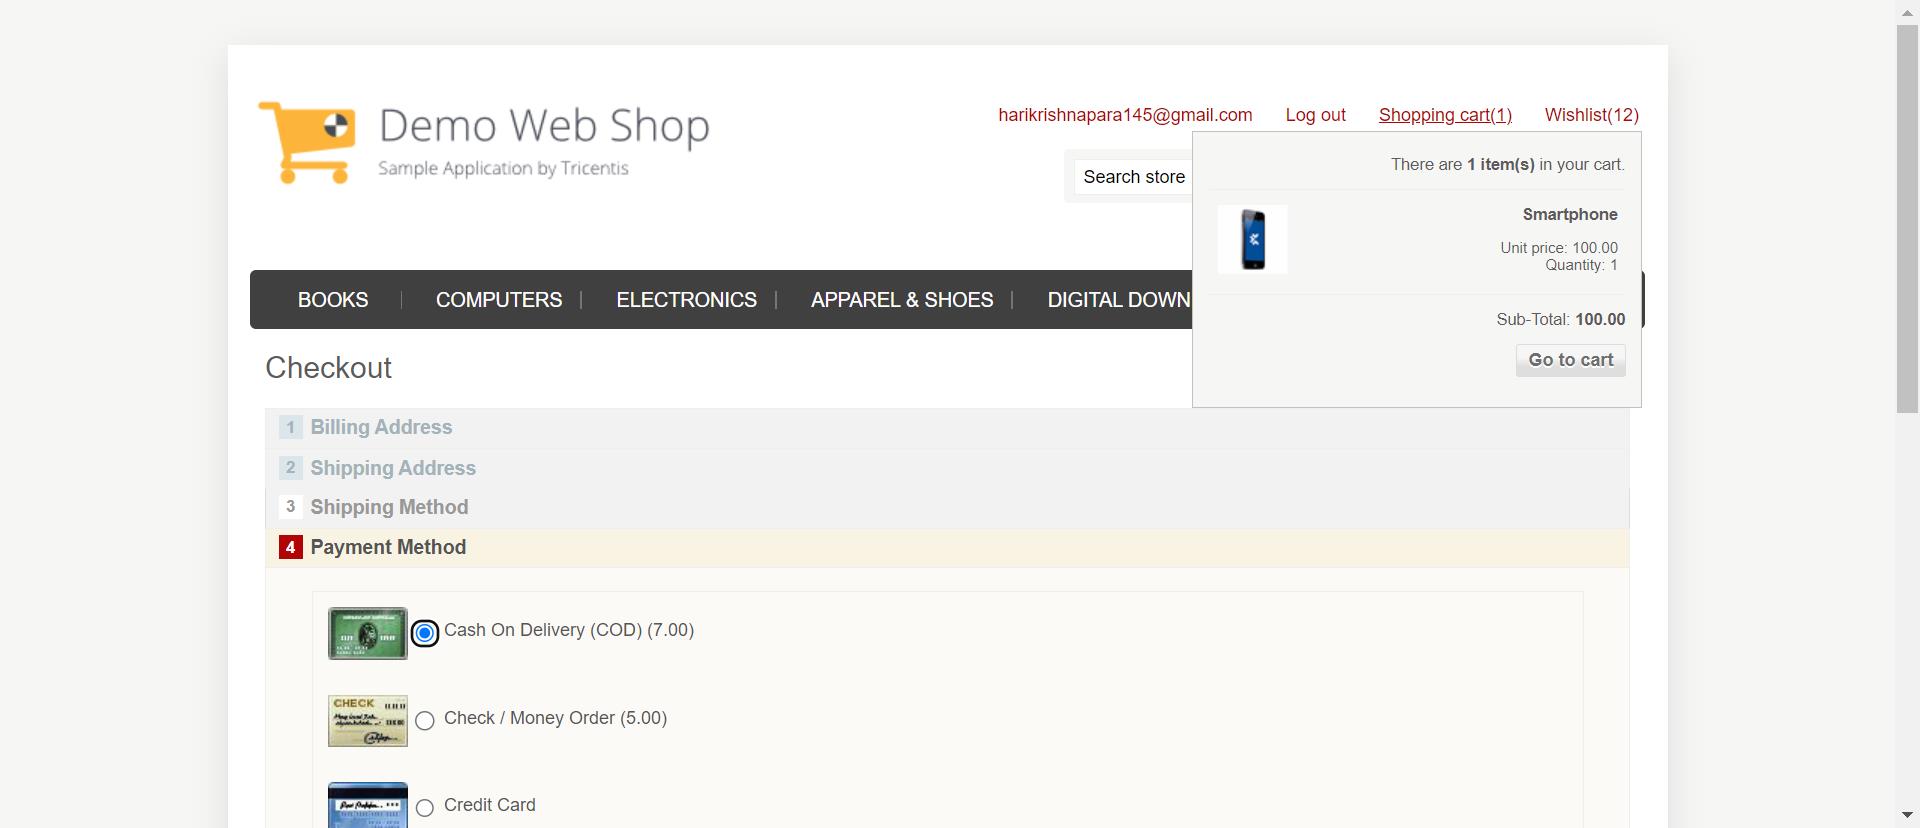 Demo Web Shop
Sample Application by Tricentis
harikrishnapara145@gmail.com Log out Shopping cart(1) Wishlist(12)
Search store
There are 1 item(s) in your cart.
Smartphone
Unit price: 100.00
Quantity: 1
Sub-Total: 100.00
Go to cart
BOOKS COMPUTERS ELECTRONICS APPAREL & SHOES DIGITAL DOWN
Checkout
1 Billing Address
2 Shipping Address
3 Shipping Method
4 Payment Method
Cash On Delivery (COD) (7.00)
CHECK
Check / Money Order (5.00)
Credit Card